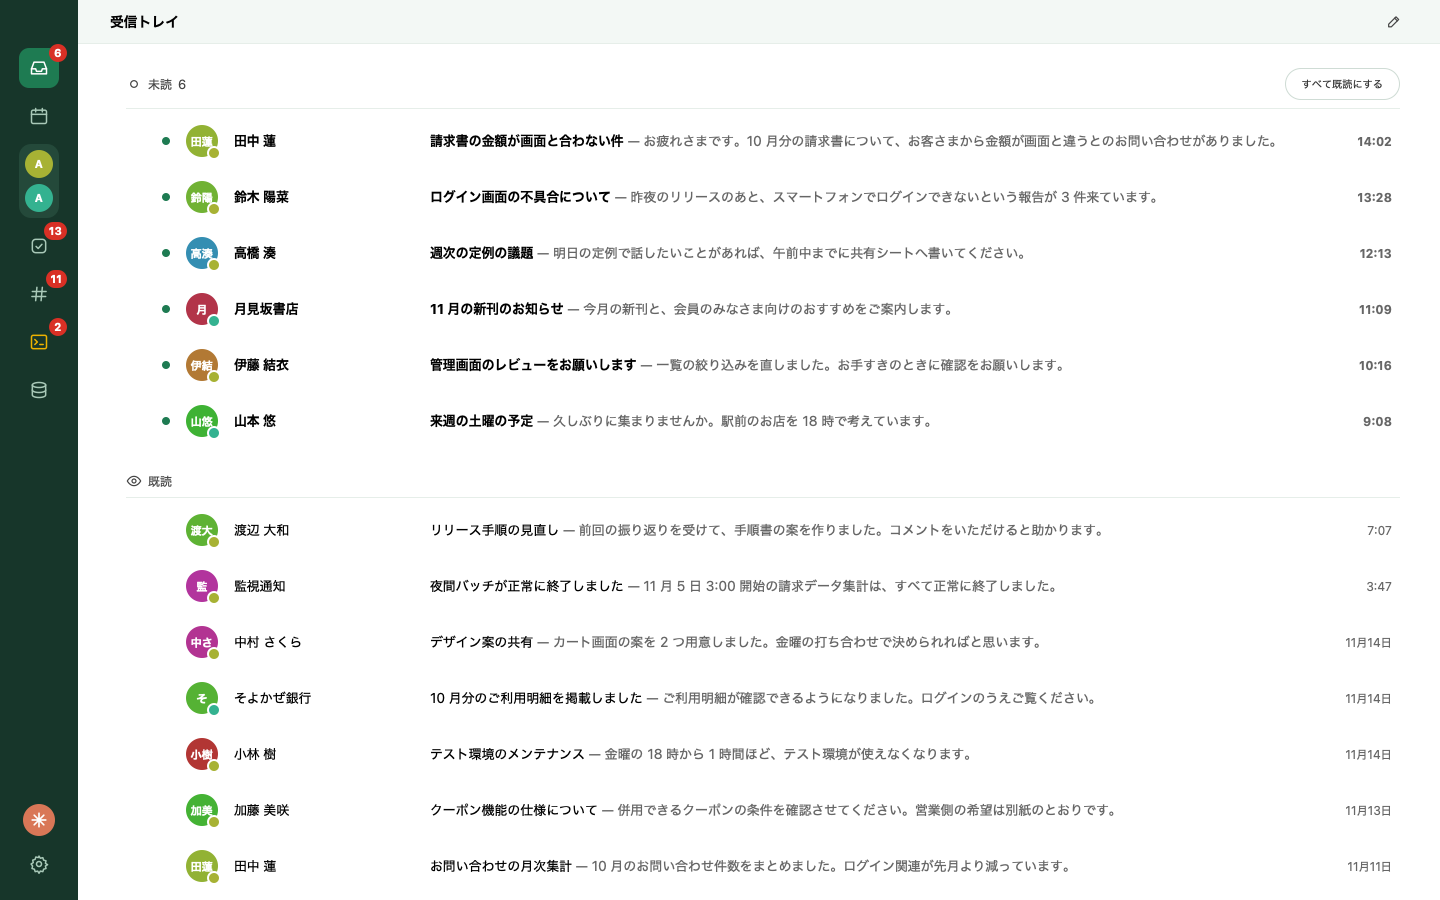 受信トレイ
6
A
A
13
11
2
未読 6
すべて既読にする
田蓮 田中 蓮 請求書の金額が画面と合わない件 — お疲れさまです。10 月分の請求書について、お客さまから金額が画面と違うとのお問い合わせがありました。 14:02
鈴陽 鈴木 陽菜 ログイン画面の不具合について — 昨夜のリリースのあと、スマートフォンでログインできないという報告が 3 件来ています。 13:28
高湊 高橋 湊 週次の定例の議題 — 明日の定例で話したいことがあれば、午前中までに共有シートへ書いてください。 12:13
月 月見坂書店 11 月の新刊のお知らせ — 今月の新刊と、会員のみなさま向けのおすすめをご案内します。 11:09
伊結 伊藤 結衣 管理画面のレビューをお願いします — 一覧の絞り込みを直しました。お手すきのときに確認をお願いします。 10:16
山悠 山本 悠 来週の土曜の予定 — 久しぶりに集まりませんか。駅前のお店を 18 時で考えています。 9:08
既読
渡大 渡辺 大和 リリース手順の見直し — 前回の振り返りを受けて、手順書の案を作りました。コメントをいただけると助かります。 7:07
監 監視通知 夜間バッチが正常に終了しました — 11 月 5 日 3:00 開始の請求データ集計は、すべて正常に終了しました。 3:47
中さ 中村 さくら デザイン案の共有 — カート画面の案を 2 つ用意しました。金曜の打ち合わせで決められればと思います。 11月14日
そ そよかぜ銀行 10 月分のご利用明細を掲載しました — ご利用明細が確認できるようになりました。ログインのうえご覧ください。 11月14日
小樹 小林 樹 テスト環境のメンテナンス — 金曜の 18 時から 1 時間ほど、テスト環境が使えなくなります。 11月14日
加美 加藤 美咲 クーポン機能の仕様について — 併用できるクーポンの条件を確認させてください。営業側の希望は別紙のとおりです。 11月13日
田蓮 田中 蓮 お問い合わせの月次集計 — 10 月のお問い合わせ件数をまとめました。ログイン関連が先月より減っています。 11月11日